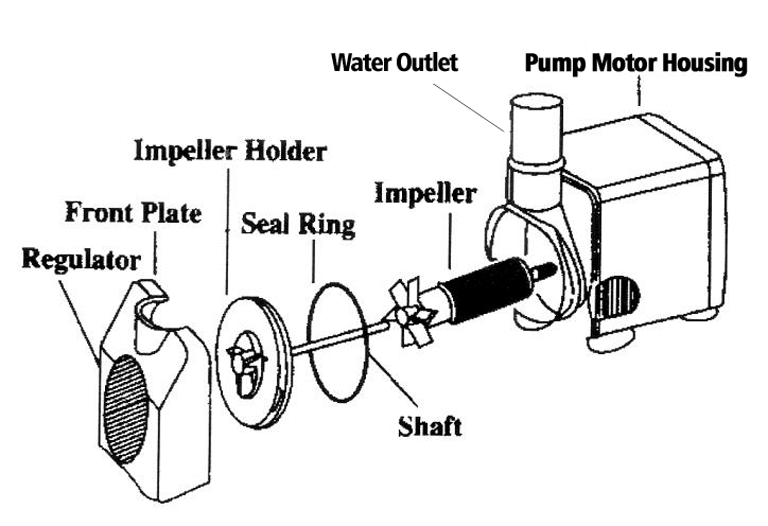 Water Outlet
Pump Motor Housing
Impeller Holder
Impeller
Front Plate
Seal Ring
Regulator
Shaft